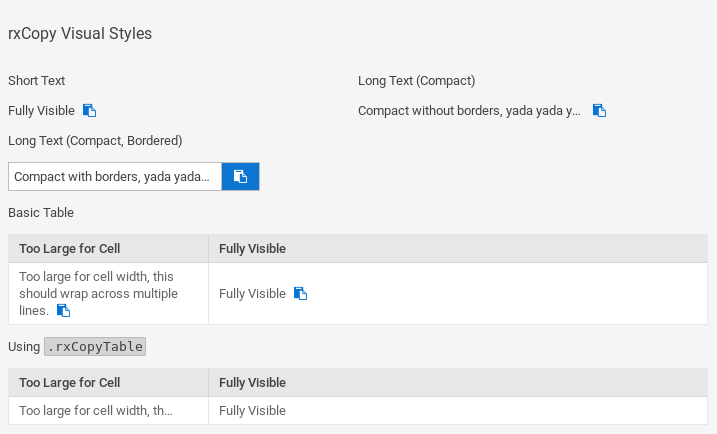 rxCopy Visual Styles
Short Text
Long Text (Compact)
Fully Visible
Compact without borders, yada yada y...
Long Text (Compact, Bordered)
Compact with borders, yada yada...
Basic Table
Too Large for Cell
Fully Visible
Too large for cell width, this
should wrap across multiple
lines.
Fully Visible
Using .rxCopyTable
Too Large for Cell
Fully Visible
Too large for cell width, th...
Fully Visible